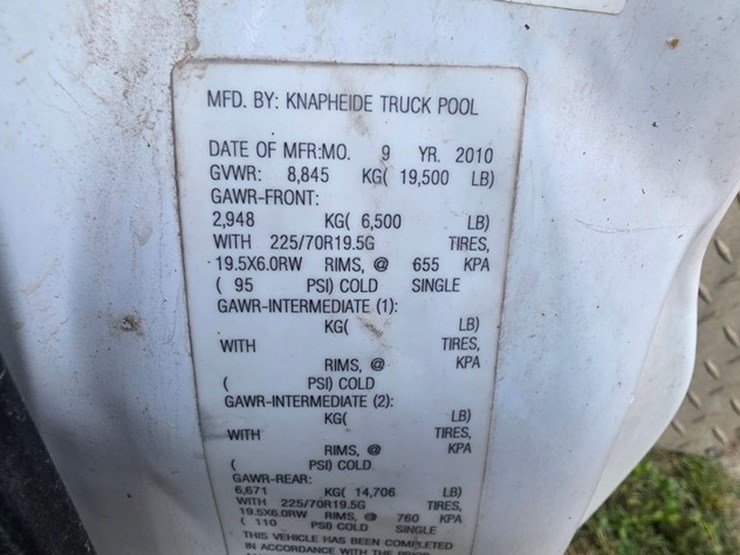 MFD. BY: KNAPHEIDE TRUCK POOL
DATE OF MFR:MO. 9 YR. 2010
GVWR: 8,845 KG( 19,500 LB)
GAWR-FRONT:
2,948 KG( 6,500 LB)
WITH 225/70R19.5G TIRES,
19.5X6.0RW RIMS, @ 655 KPA
( 95 PSI) COLD SINGLE
GAWR-INTERMEDIATE (1):
KG( LB)
WITH TIRES,
RIMS, @ KPA
( PSI) COLD
GAWR-INTERMEDIATE (2):
KG( LB)
WITH TIRES,
RIMS, @ KPA
( PSI) COLD
GAWR-REAR:
6,671 KG( 14,706 LB)
WITH 225/70R19.5G TIRES,
19.5X6.0RW RIMS, @ 760 KPA
( 110 PSI) COLD SINGLE
THIS VEHICLE HAS BEEN COMPLETED
IN ACCORDANCE WITH THE PRIOR